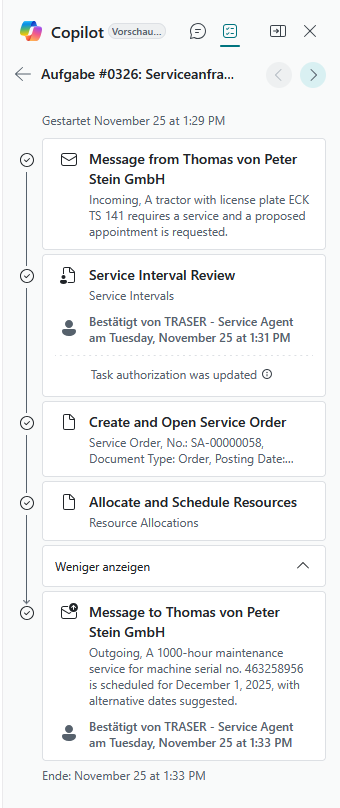 Copilot Vorschau...
Aufgabe #0326: Serviceanfra...
Gestartet November 25 at 1:29 PM
Message from Thomas von Peter
Stein GmbH
Incoming, A tractor with license plate ECK
TS 141 requires a service and a proposed
appointment is requested.
Service Interval Review
Service Intervals
Bestätigt von TRASER - Service Agent
am Tuesday, November 25 at 1:31 PM
Task authorization was updated
Create and Open Service Order
Service Order, No.: SA-00000058,
Document Type: Order, Posting Date:...
Allocate and Schedule Resources
Resource Allocations
Weniger anzeigen
Message to Thomas von Peter
Stein GmbH
Outgoing, A 1000-hour maintenance
service for machine serial no. 463258956
is scheduled for December 1, 2025, with
alternative dates suggested.
Bestätigt von TRASER - Service Agent
am Tuesday, November 25 at 1:33 PM
Ende: November 25 at 1:33 PM